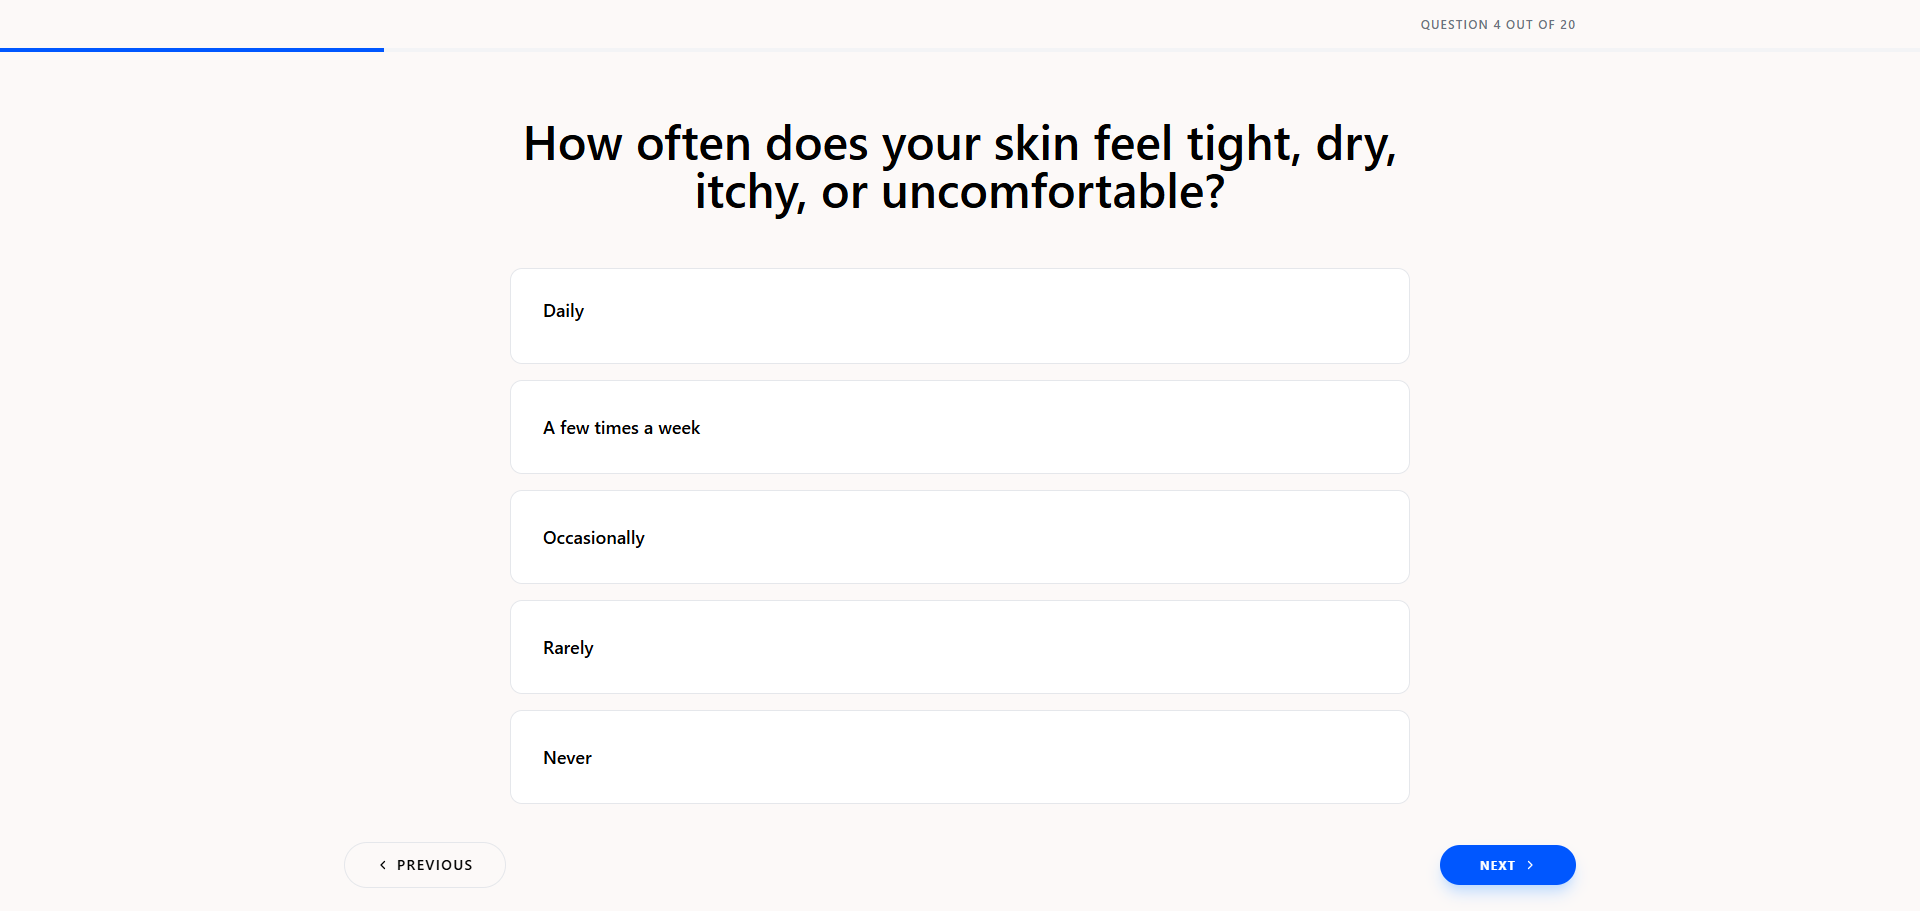 QUESTION 4 OUT OF 20
How often does your skin feel tight, dry,
itchy, or uncomfortable?
Daily
A few times a week
Occasionally
Rarely
Never
PREVIOUS
NEXT